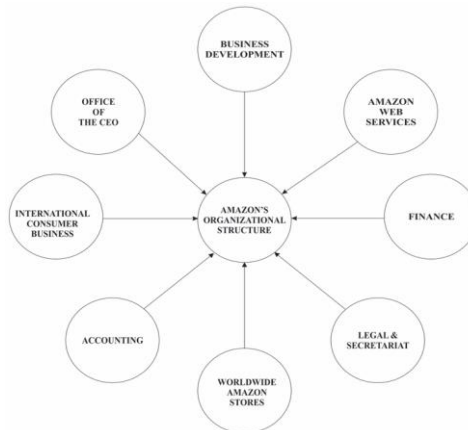 BUSINESS
DEVELOPMENT
OFFICE
OF
THE CEO
AMAZON
WEB
SERVICES
INTERNATIONAL
CONSUMER
BUSINESS
AMAZON'S
ORGANIZATIONAL
STRUCTURE
FINANCE
ACCOUNTING
LEGAL &
SECRETARIAT
WORLDWIDE
AMAZON
STORES